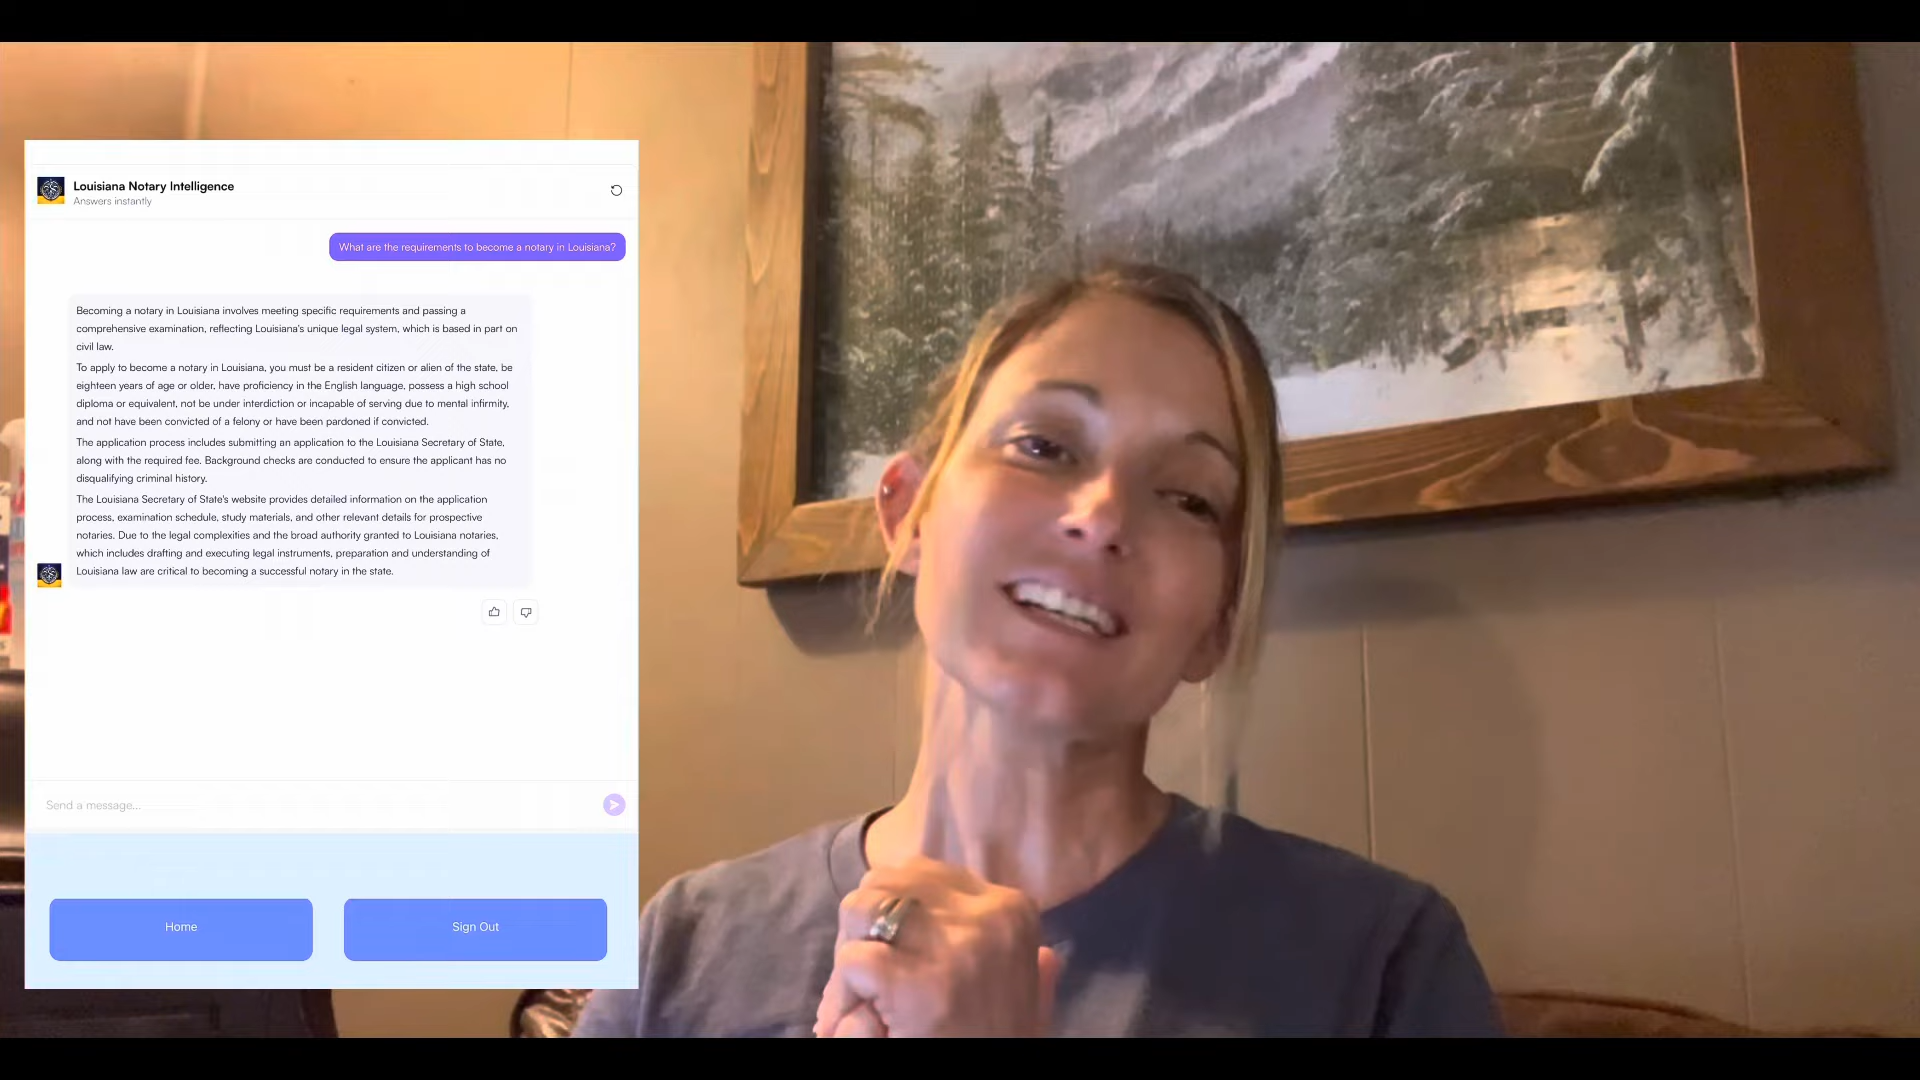 Louisiana Notary Intelligence
Answers instantly
What are the requirements to become a notary in Louisiana?
Becoming a notary in Louisiana involves meeting specific requirements and passing a
comprehensive examination, reflecting Louisiana's unique legal system, which is based in part on
civil law.
To apply to become a notary in Louisiana, you must be a resident citizen or alien of the state, be
eighteen years of age or older, have proficiency in the English language, possess a high school
diploma or equivalent, not be under interdiction or incapable of serving due to mental infirmity,
and not have been convicted of a felony or have been pardoned if convicted.
The application process includes submitting an application to the Louisiana Secretary of State,
along with the required fee. Background checks are conducted to ensure the applicant has no
disqualifying criminal history.
The Louisiana Secretary of State's website provides detailed information on the application
process, examination schedule, study materials, and other relevant details for prospective
notaries. Due to the legal complexities and the broad authority granted to Louisiana notaries,
which includes drafting and executing legal instruments, preparation and understanding of
Louisiana law are critical to becoming a successful notary in the state.
Send a message...
Home
Sign Out